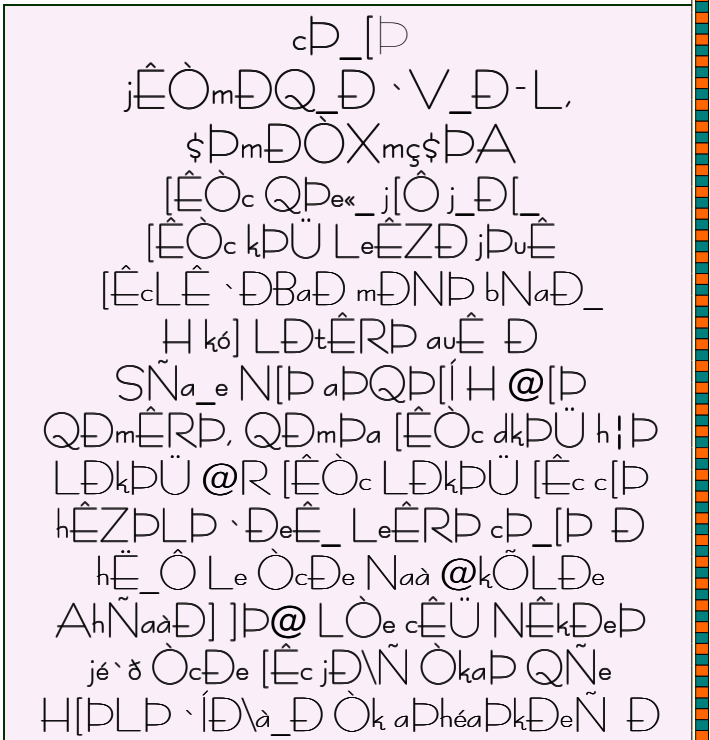 cÞ_[Þ
jÊÒmÐQ_Ð `V_Ð-L,
$ÞmÐÒXmç$ÞA
[ÊÒc QÞe«_ j[Ô j_Ð[_
[ÊÒc kÞÜ LeÊZÐ jÞuÊ
[ÊcLÊ `ÐBaÐ mÐNÞ bNaÐ_
H kó] LÐtÊRÞ auÊ Ð
SÑa_e N[Þ aÞQÞ[Í H @[Þ
QÐmÊRÞ, QÐmÞa [ÊÒc dkÞÜ h¦Þ
LÐkÞÜ @R [ÊÒc LÐkÞÜ [Êc c[Þ
hÊZÞLÞ `ÐeÊ_ LeÊRÞ cÞ_[Þ Ð
hË_Ô Le ÒcÐe Naà @kÕLÐe
AhÑaàÐ] ]Þ@ LÒe cÊÜ NÊkÐeÞ
jé`ð ÒcÐe [Êc jÐ\Ñ ÒkaÞ QÑe
H[ÞLÞ `ÍÐ\à_Ð Òk aÞhéaÞkÐeÑ Ð